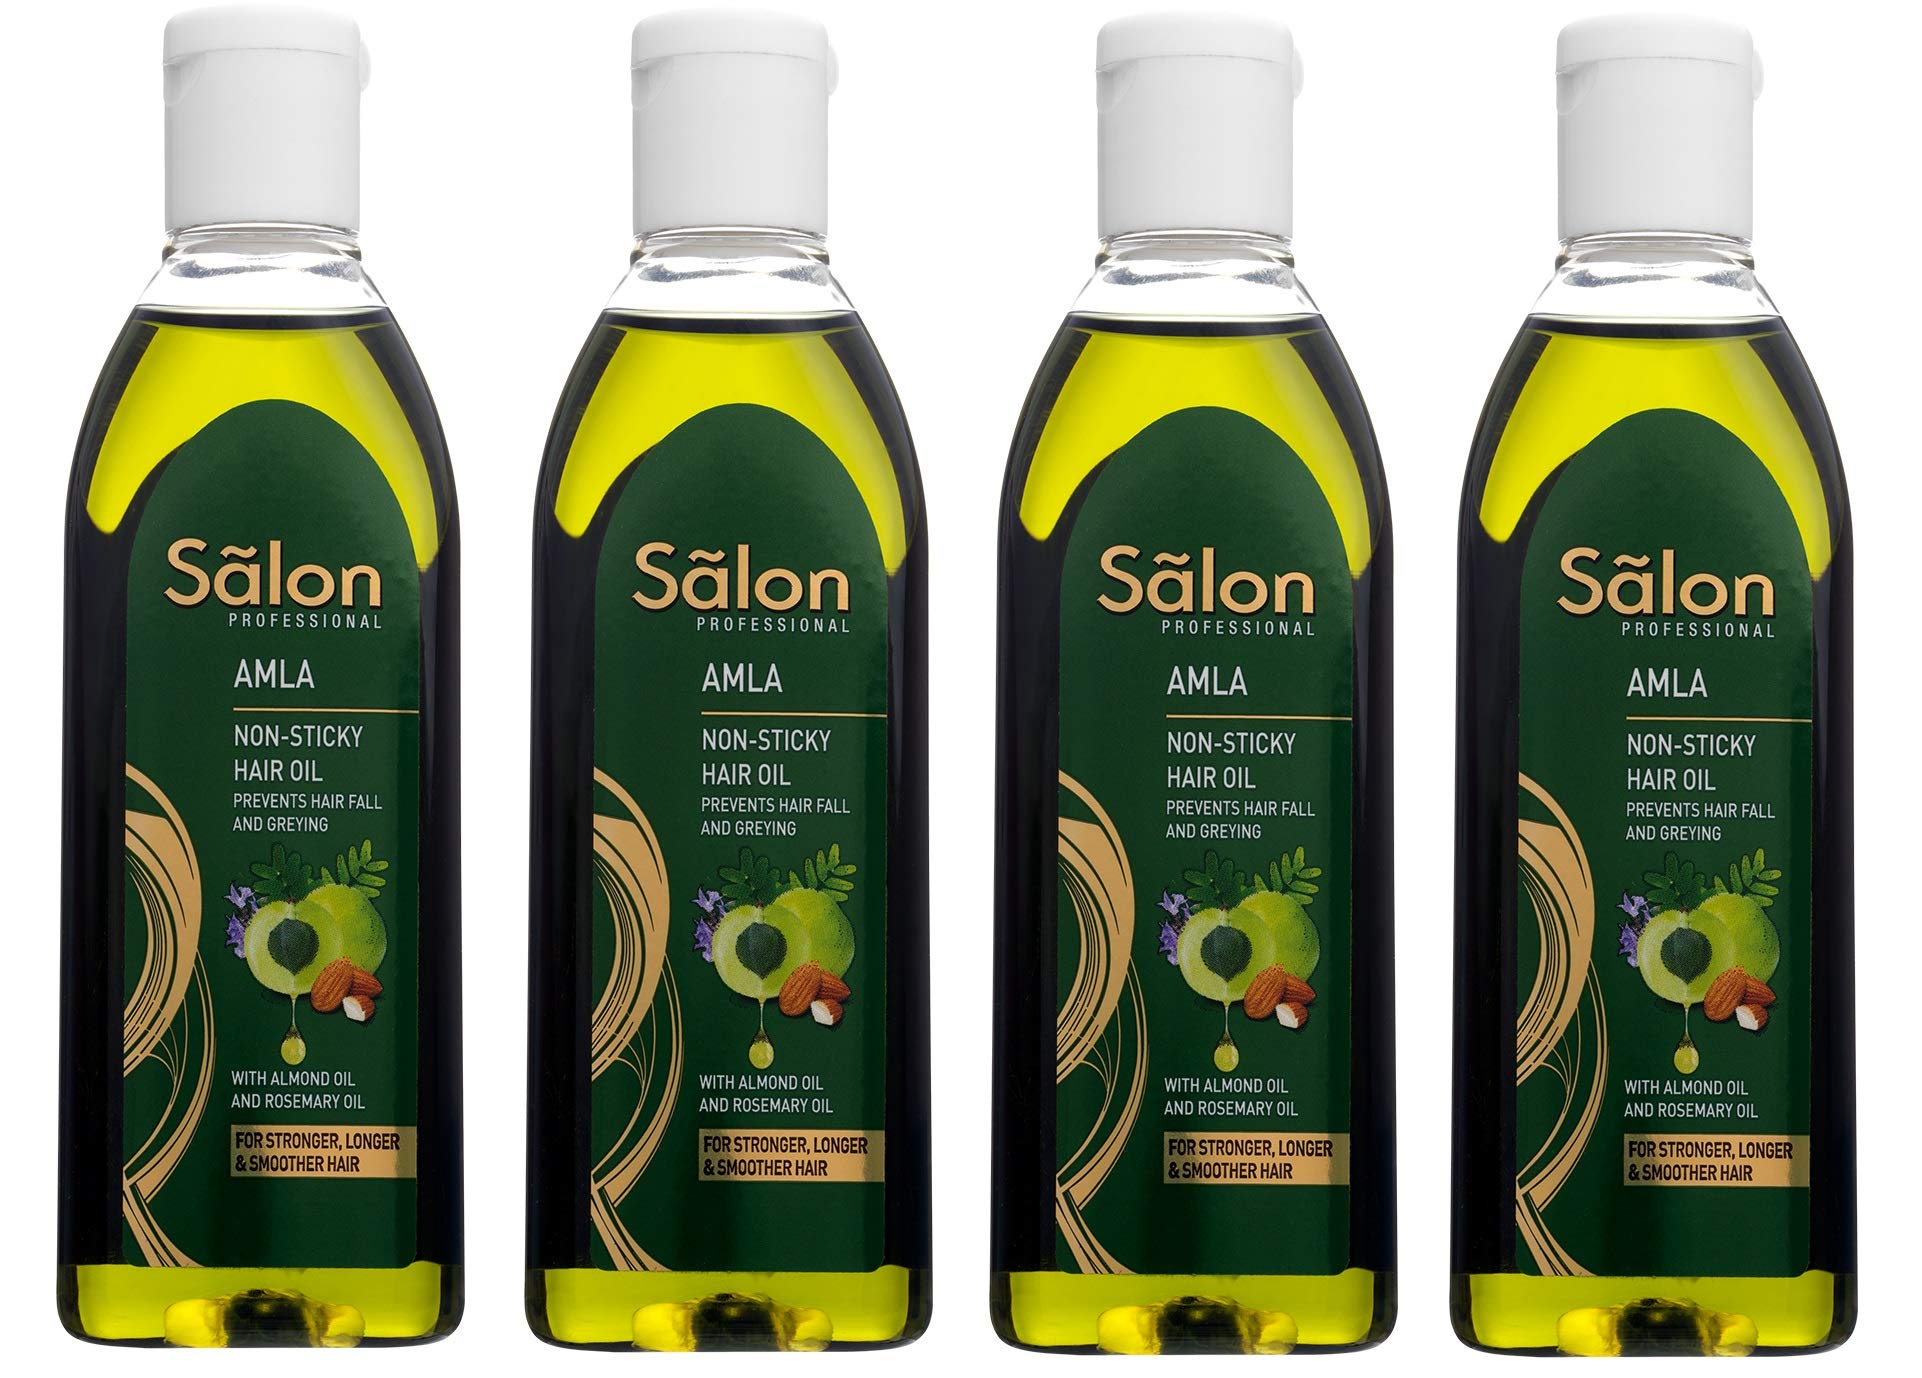 Sãlon
PROFESSIONAL
AMLA
NON-STICKY
HAIR OIL
PREVENTS HAIR FALL
AND GREYING
WITH ALMOND OIL
AND ROSEMARY OIL
FOR STRONGER, LONGER
& SMOOTHER HAIR
Sãlon
PROFESSIONAL
AMLA
NON-STICKY
HAIR OIL
PREVENTS HAIR FALL
AND GREYING
WITH ALMOND OIL
AND ROSEMARY OIL
FOR STRONGER, LONGER
& SMOOTHER HAIR
Sãlon
PROFESSIONAL
AMLA
NON-STICKY
HAIR OIL
PREVENTS HAIR FALL
AND GREYING
WITH ALMOND OIL
AND ROSEMARY OIL
FOR STRONGER, LONGER
& SMOOTHER HAIR
Sãlon
PROFESSIONAL
AMLA
NON-STICKY
HAIR OIL
PREVENTS HAIR FALL
AND GREYING
WITH ALMOND OIL
AND ROSEMARY OIL
FOR STRONGER, LONGER
& SMOOTHER HAIR